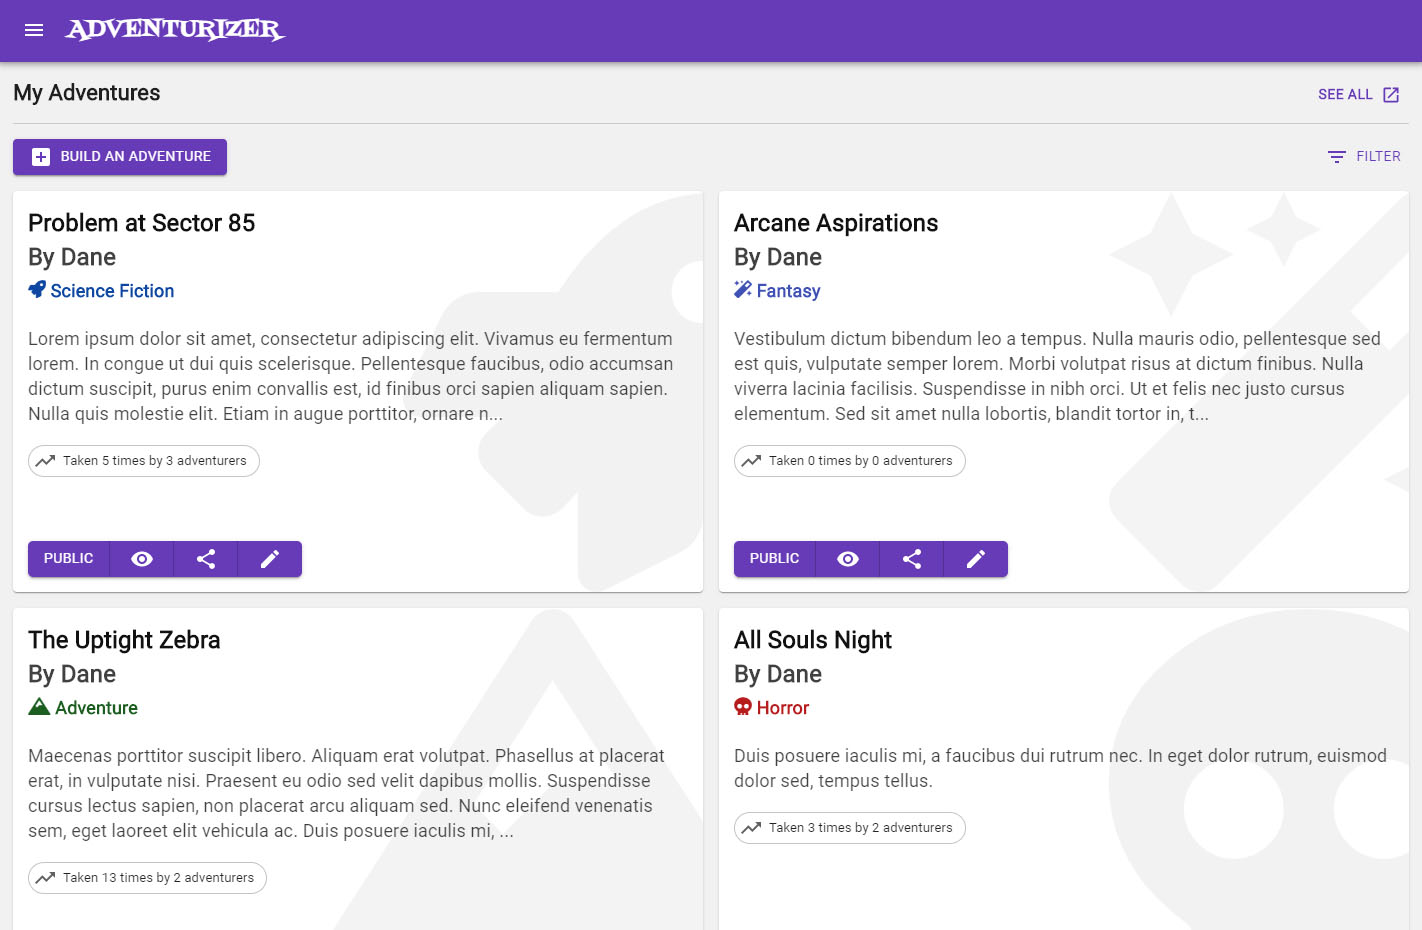 ADVENTURIZER
My Adventures
SEE ALL
BUILD AN ADVENTURE
FILTER
Problem at Sector 85
By Dane
Science Fiction
Lorem ipsum dolor sit amet, consectetur adipiscing elit. Vivamus eu fermentum
lorem. In congue ut dui quis scelerisque. Pellentesque faucibus, odio accumsan
dictum suscipit, purus enim convallis est, id finibus orci sapien aliquam sapien.
Nulla quis molestie elit. Etiam in augue porttitor, ornare n...
Taken 5 times by 3 adventurers
PUBLIC
Arcane Aspirations
By Dane
Fantasy
Vestibulum dictum bibendum leo a tempus. Nulla mauris odio, pellentesque sed
est quis, vulputate semper lorem. Morbi volutpat risus at dictum finibus. Nulla
viverra lacinia facilisis. Suspendisse in nibh orci. Ut et felis nec justo cursus
elementum. Sed sit amet nulla lobortis, blandit tortor in, t...
Taken 0 times by 0 adventurers
PUBLIC
The Uptight Zebra
By Dane
Adventure
Maecenas porttitor suscipit libero. Aliquam erat volutpat. Phasellus at placerat
erat, in vulputate nisi. Praesent eu odio sed velit dapibus mollis. Suspendisse
cursus lectus sapien, non placerat arcu aliquam sed. Nunc eleifend venenatis
sem, eget laoreet elit vehicula ac. Duis posuere iaculis mi, ...
Taken 13 times by 2 adventurers
All Souls Night
By Dane
Horror
Duis posuere iaculis mi, a faucibus dui rutrum nec. In eget dolor rutrum, euismod
dolor sed, tempus tellus.
Taken 3 times by 2 adventurers